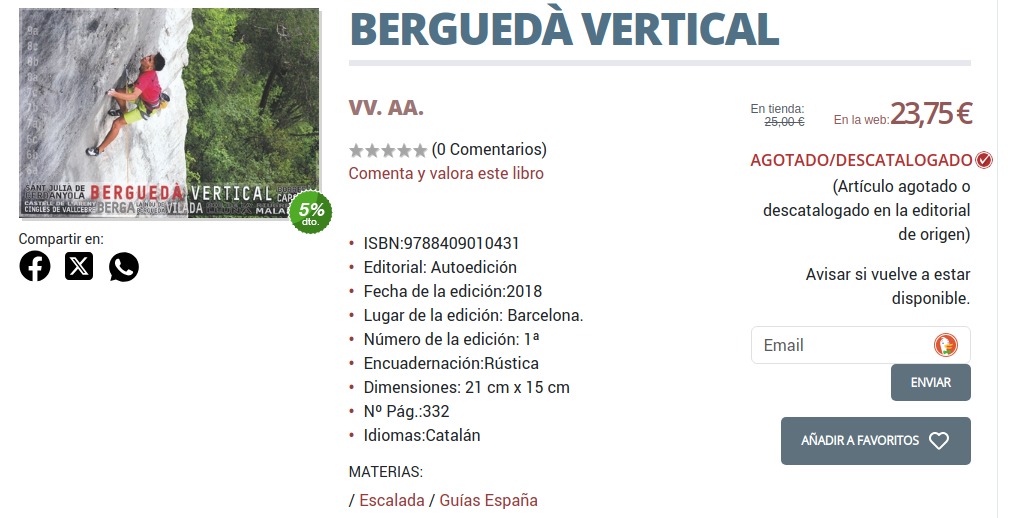 BERGUEDÀ VERTICAL
SANT JULIÀ DE
CERDANYOLA
BERGUEDÀ VERTICAL
CINGLES DE VALLCEBRE
BERGA
VILADA
5%
dto.
Compartir en:
VV. AA.
(0 Comentarios)
Comenta y valora este libro
• ISBN:9788409010431
• Editorial: Autoedición
• Fecha de la edición:2018
• Lugar de la edición: Barcelona.
• Número de la edición: 1ª
• Encuadernación:Rústica
• Dimensiones: 21 cm x 15 cm
• Nº Pág.:332
• Idiomas:Catalán
MATERIAS:
/ Escalada / Guías España
En tienda:
25,00 €
En la web:23,75 €
AGOTADO/DESCATALOGADO
(Artículo agotado o
descatalogado en la editorial
de origen)
Avisar si vuelve a estar
disponible.
Email
ENVIAR
AÑADIR A FAVORITOS